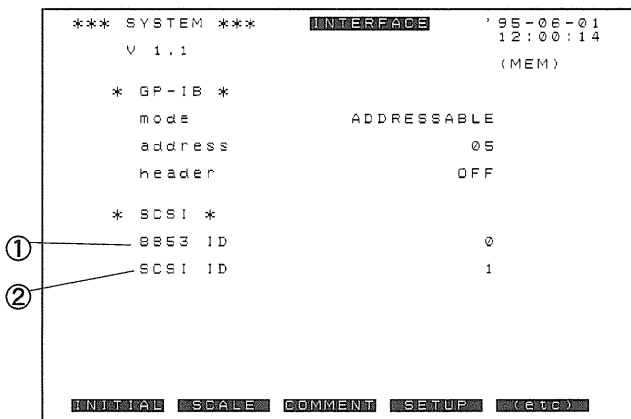 *** SYSTEM *** INTERFACE '95-06-01
V 1.1 12:00:14
(MEM)
* GP-IB *
mode ADDRESSABLE
address 05
header OFF
* SCSI *
① 8853 ID 0
② SCSI ID 1
INITIAL SCALE COMMENT SETUP (etc)